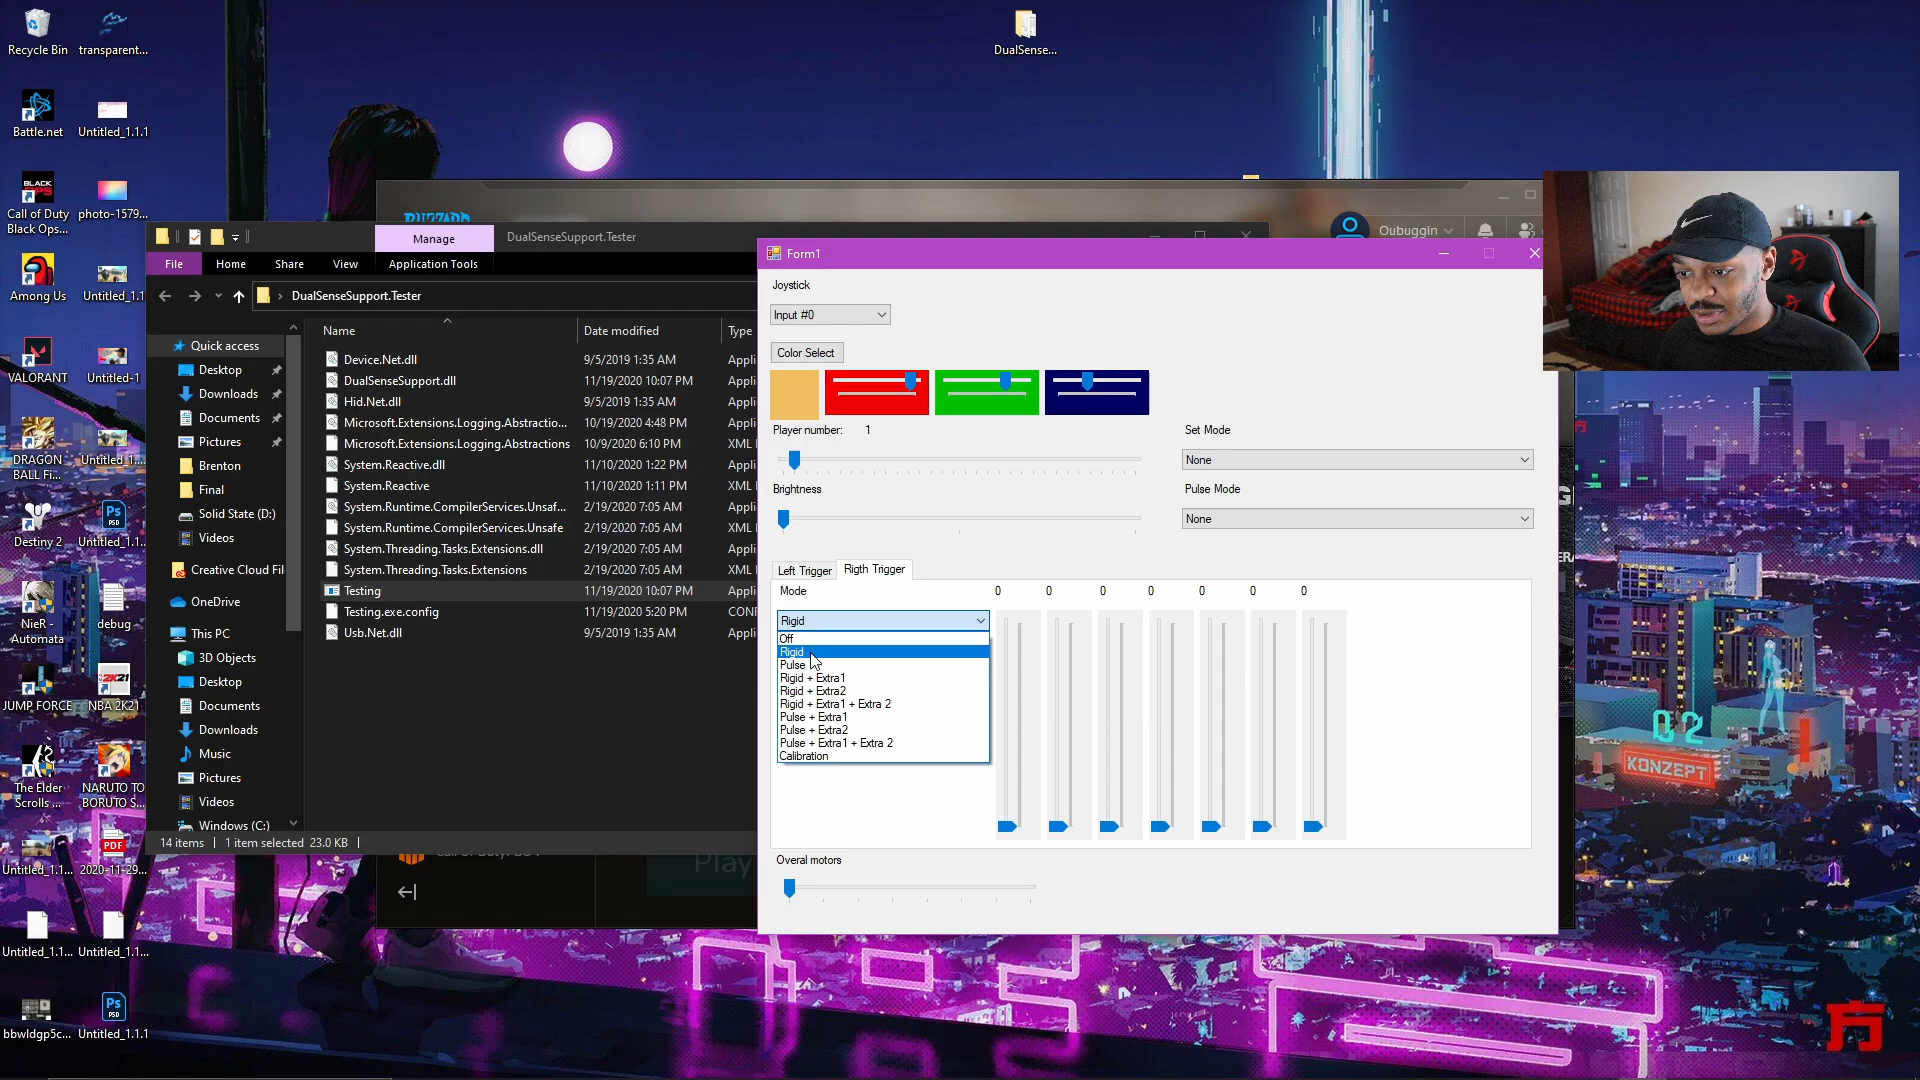 Recycle Bin
transparent...
DualSense...
Battle.net
Untitled_1.1.1
BLACK
OPS
Call of Duty
Black Ops...
photo-1579...
Among Us
Untitled_1.1
VALORANT
Untitled-1
DRAGON
BALL Fi...
Untitled_1....
Destiny 2
Untitled_1.1...
NieR -
Automata
debug
JUMP FORCE
NBA 2K21
The Elder
Scrolls ...
NARUTO TO
BORUTO S...
Untitled_1.1...
2020-11-29...
Untitled_1.1...
Untitled_1.1...
bbwldgp5c...
Untitled_1.1.1
Ps
Ps
PDF
2K21
BLIZZARD
Oubuggin
Manage
DualSenseSupport.Tester
File
Home
Share
View
Application Tools
DualSenseSupport.Tester
Quick access
Desktop
Downloads
Documents
Pictures
Brenton
Final
Solid State (D:)
Videos
Creative Cloud Fil
OneDrive
This PC
3D Objects
Desktop
Documents
Downloads
Music
Pictures
Videos
Windows (C:)
Name
Date modified
Type
Device.Net.dll
9/5/2019 1:35 AM
Appli
DualSenseSupport.dll
11/19/2020 10:07 PM
Appli
Hid.Net.dll
9/5/2019 1:35 AM
Appli
Microsoft.Extensions.Logging.Abstractio...
10/19/2020 4:48 PM
Appli
Microsoft.Extensions.Logging.Abstractions
10/9/2020 6:10 PM
XML
System.Reactive.dll
11/10/2020 1:22 PM
Appli
System.Reactive
11/10/2020 1:11 PM
XML
System.Runtime.CompilerServices.Unsaf...
2/19/2020 7:05 AM
Appli
System.Runtime.CompilerServices.Unsafe
2/19/2020 7:05 AM
XML
System.Threading.Tasks.Extensions.dll
2/19/2020 7:05 AM
Appli
System.Threading.Tasks.Extensions
2/19/2020 7:05 AM
XML
Testing
11/19/2020 10:07 PM
Appli
Testing.exe.config
11/19/2020 5:20 PM
CONF
Usb.Net.dll
9/5/2019 1:35 AM
Appli
14 items
1 item selected 23.0 KB
Play
Form1
Joystick
Input #0
Color Select
Player number: 1
Set Mode
None
Brightness
Pulse Mode
None
Left Trigger
Rigth Trigger
Mode
0 0 0 0 0 0 0
Rigid
Off
Rigid
Pulse
Rigid + Extra1
Rigid + Extra2
Rigid + Extra1 + Extra 2
Pulse + Extra1
Pulse + Extra2
Pulse + Extra1 + Extra 2
Calibration
Overal motors
02
KONZEPT